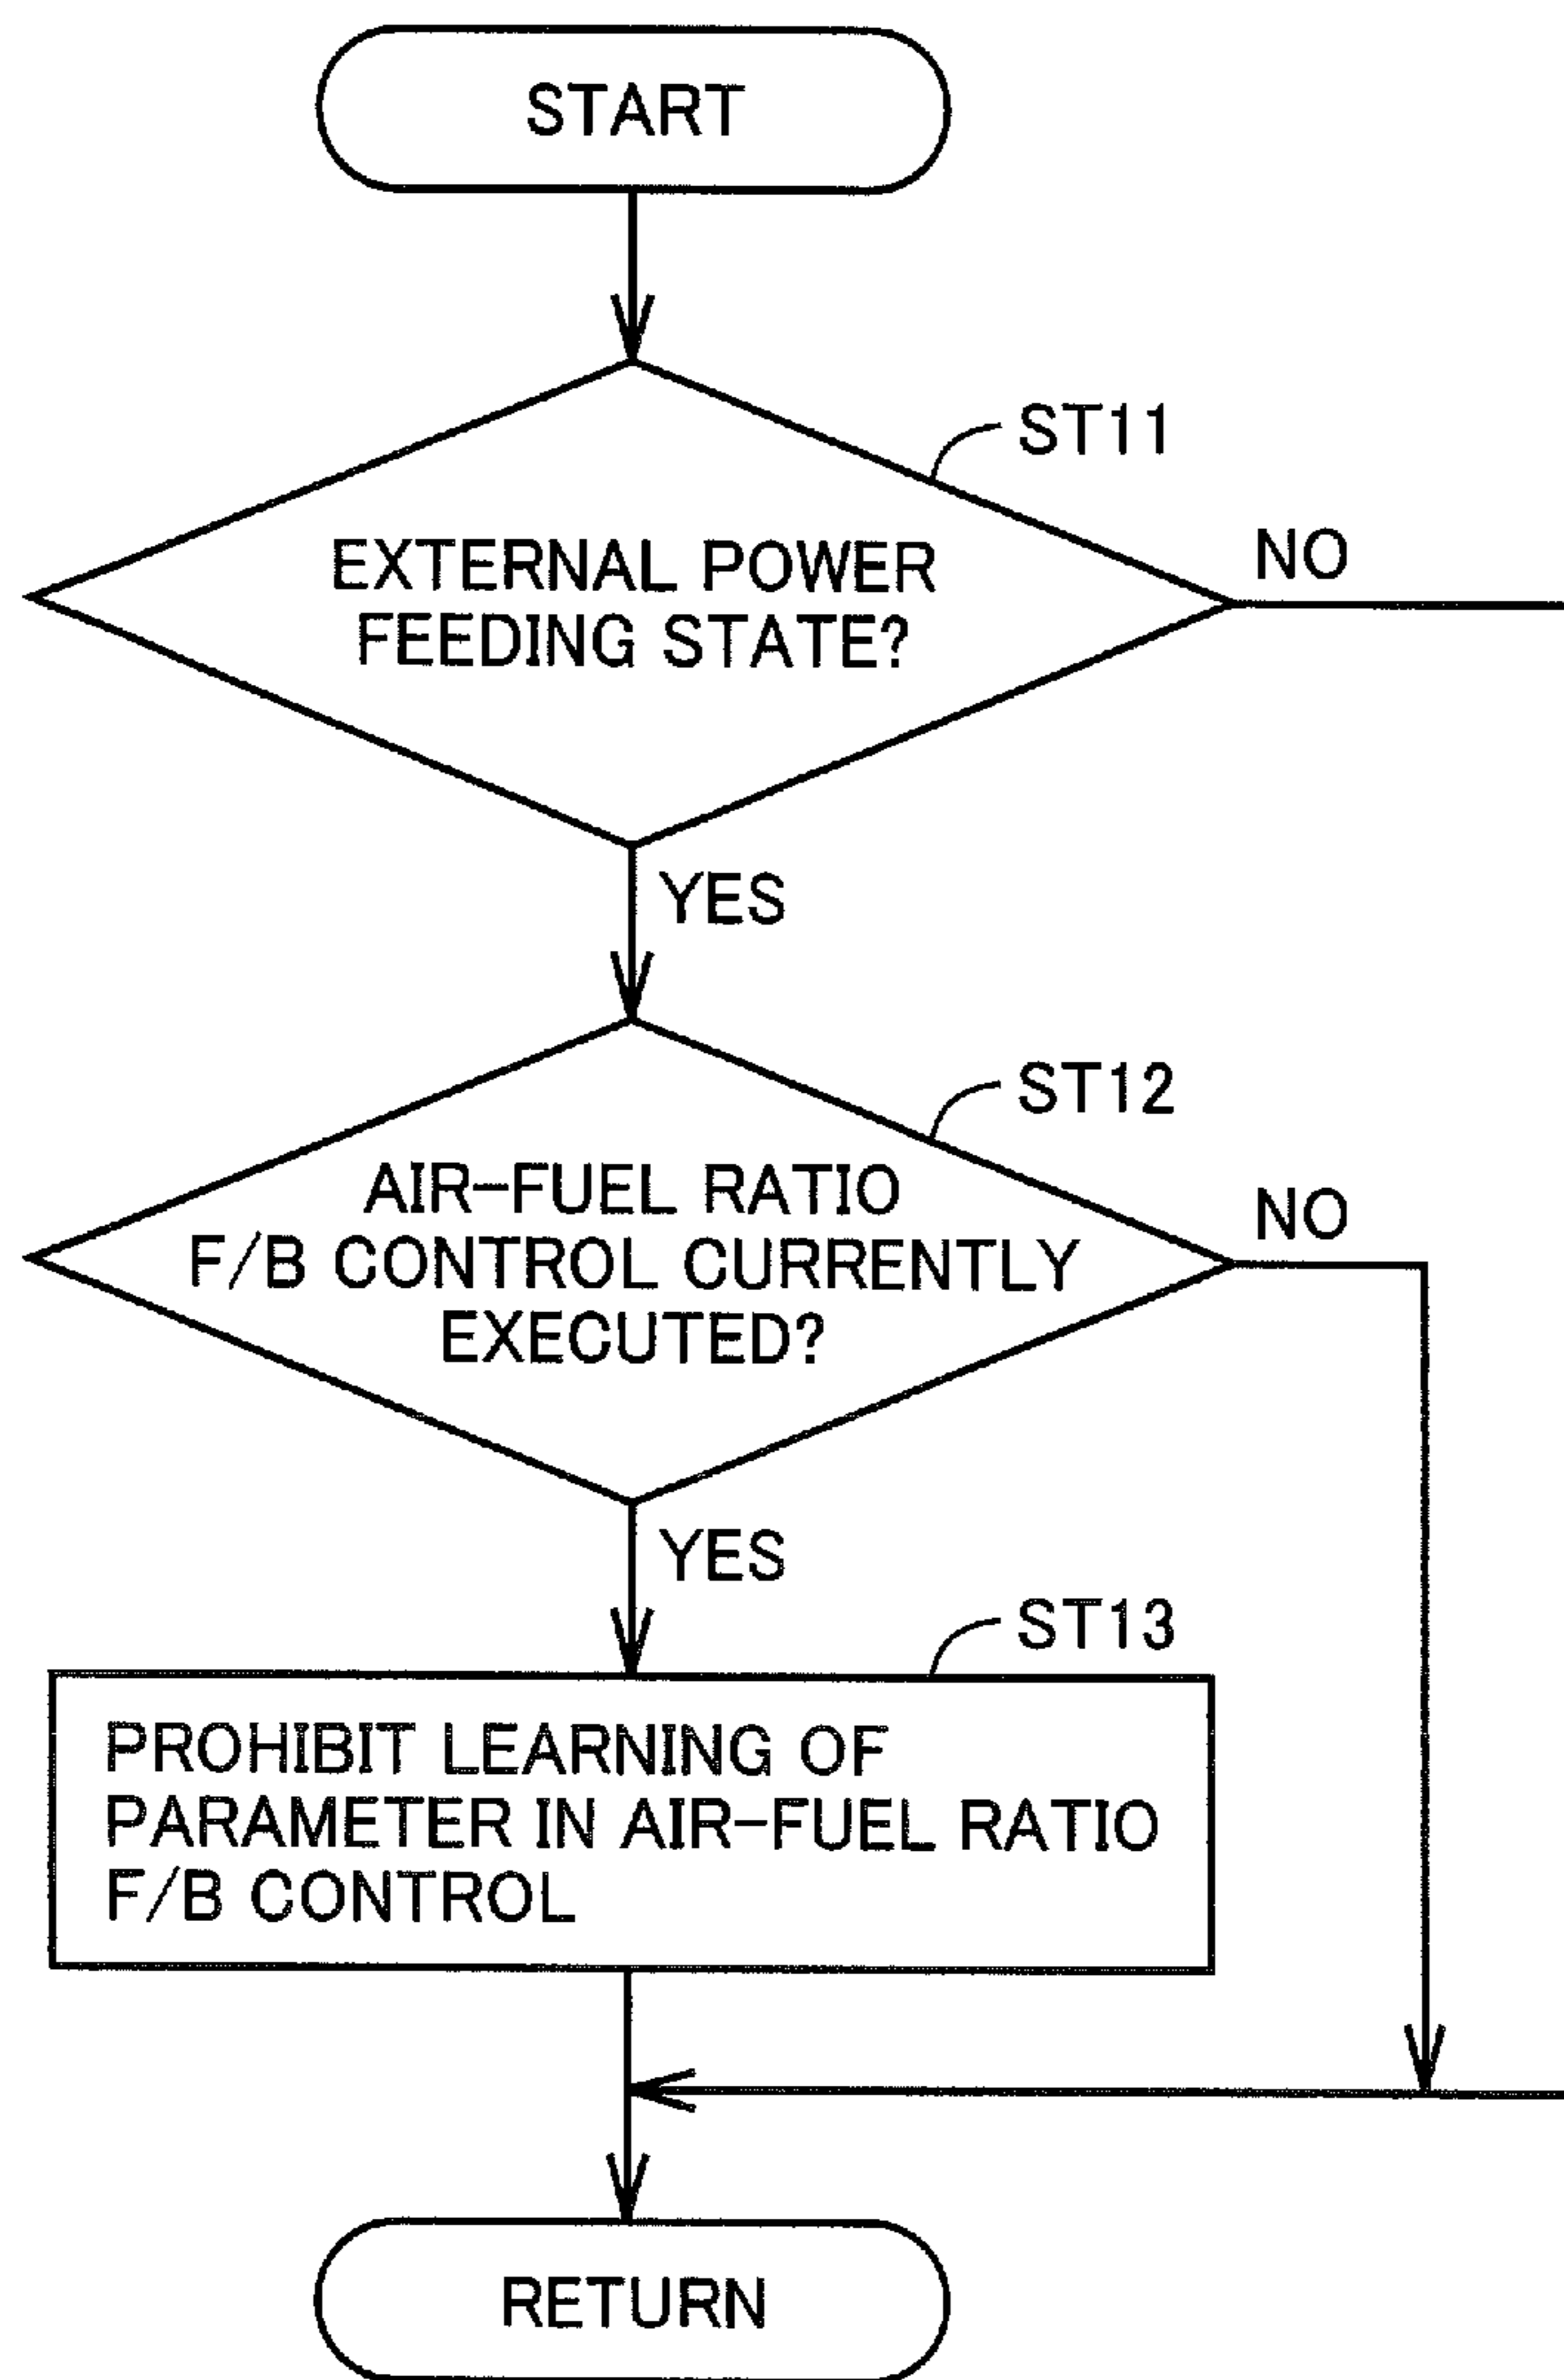 START
ST11
EXTERNAL POWER
FEEDING STATE?
NO
YES
ST12
AIR-FUEL RATIO
F/B CONTROL CURRENTLY
EXECUTED?
NO
YES
ST13
PROHIBIT LEARNING OF
PARAMETER IN AIR-FUEL RATIO
F/B CONTROL
RETURN